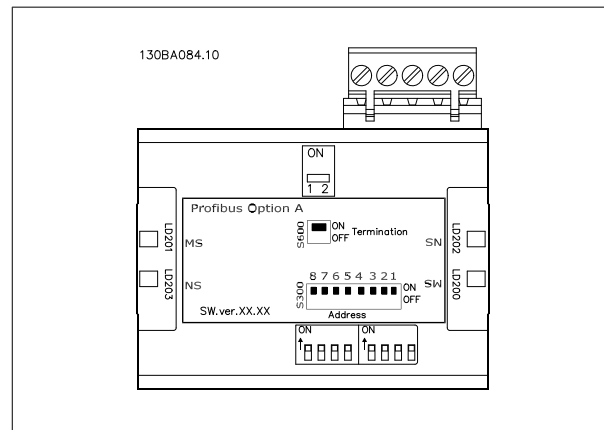 130BA084.10
ON
1 2
Profibus Option A
LD201
MS
S600
ON
OFF
Termination
SN
LD202
LD203
NS
S300
8 7 6 5 4 3 2 1
ON
OFF
SM
LD200
SW.ver.XX.XX
Address
ON
ON